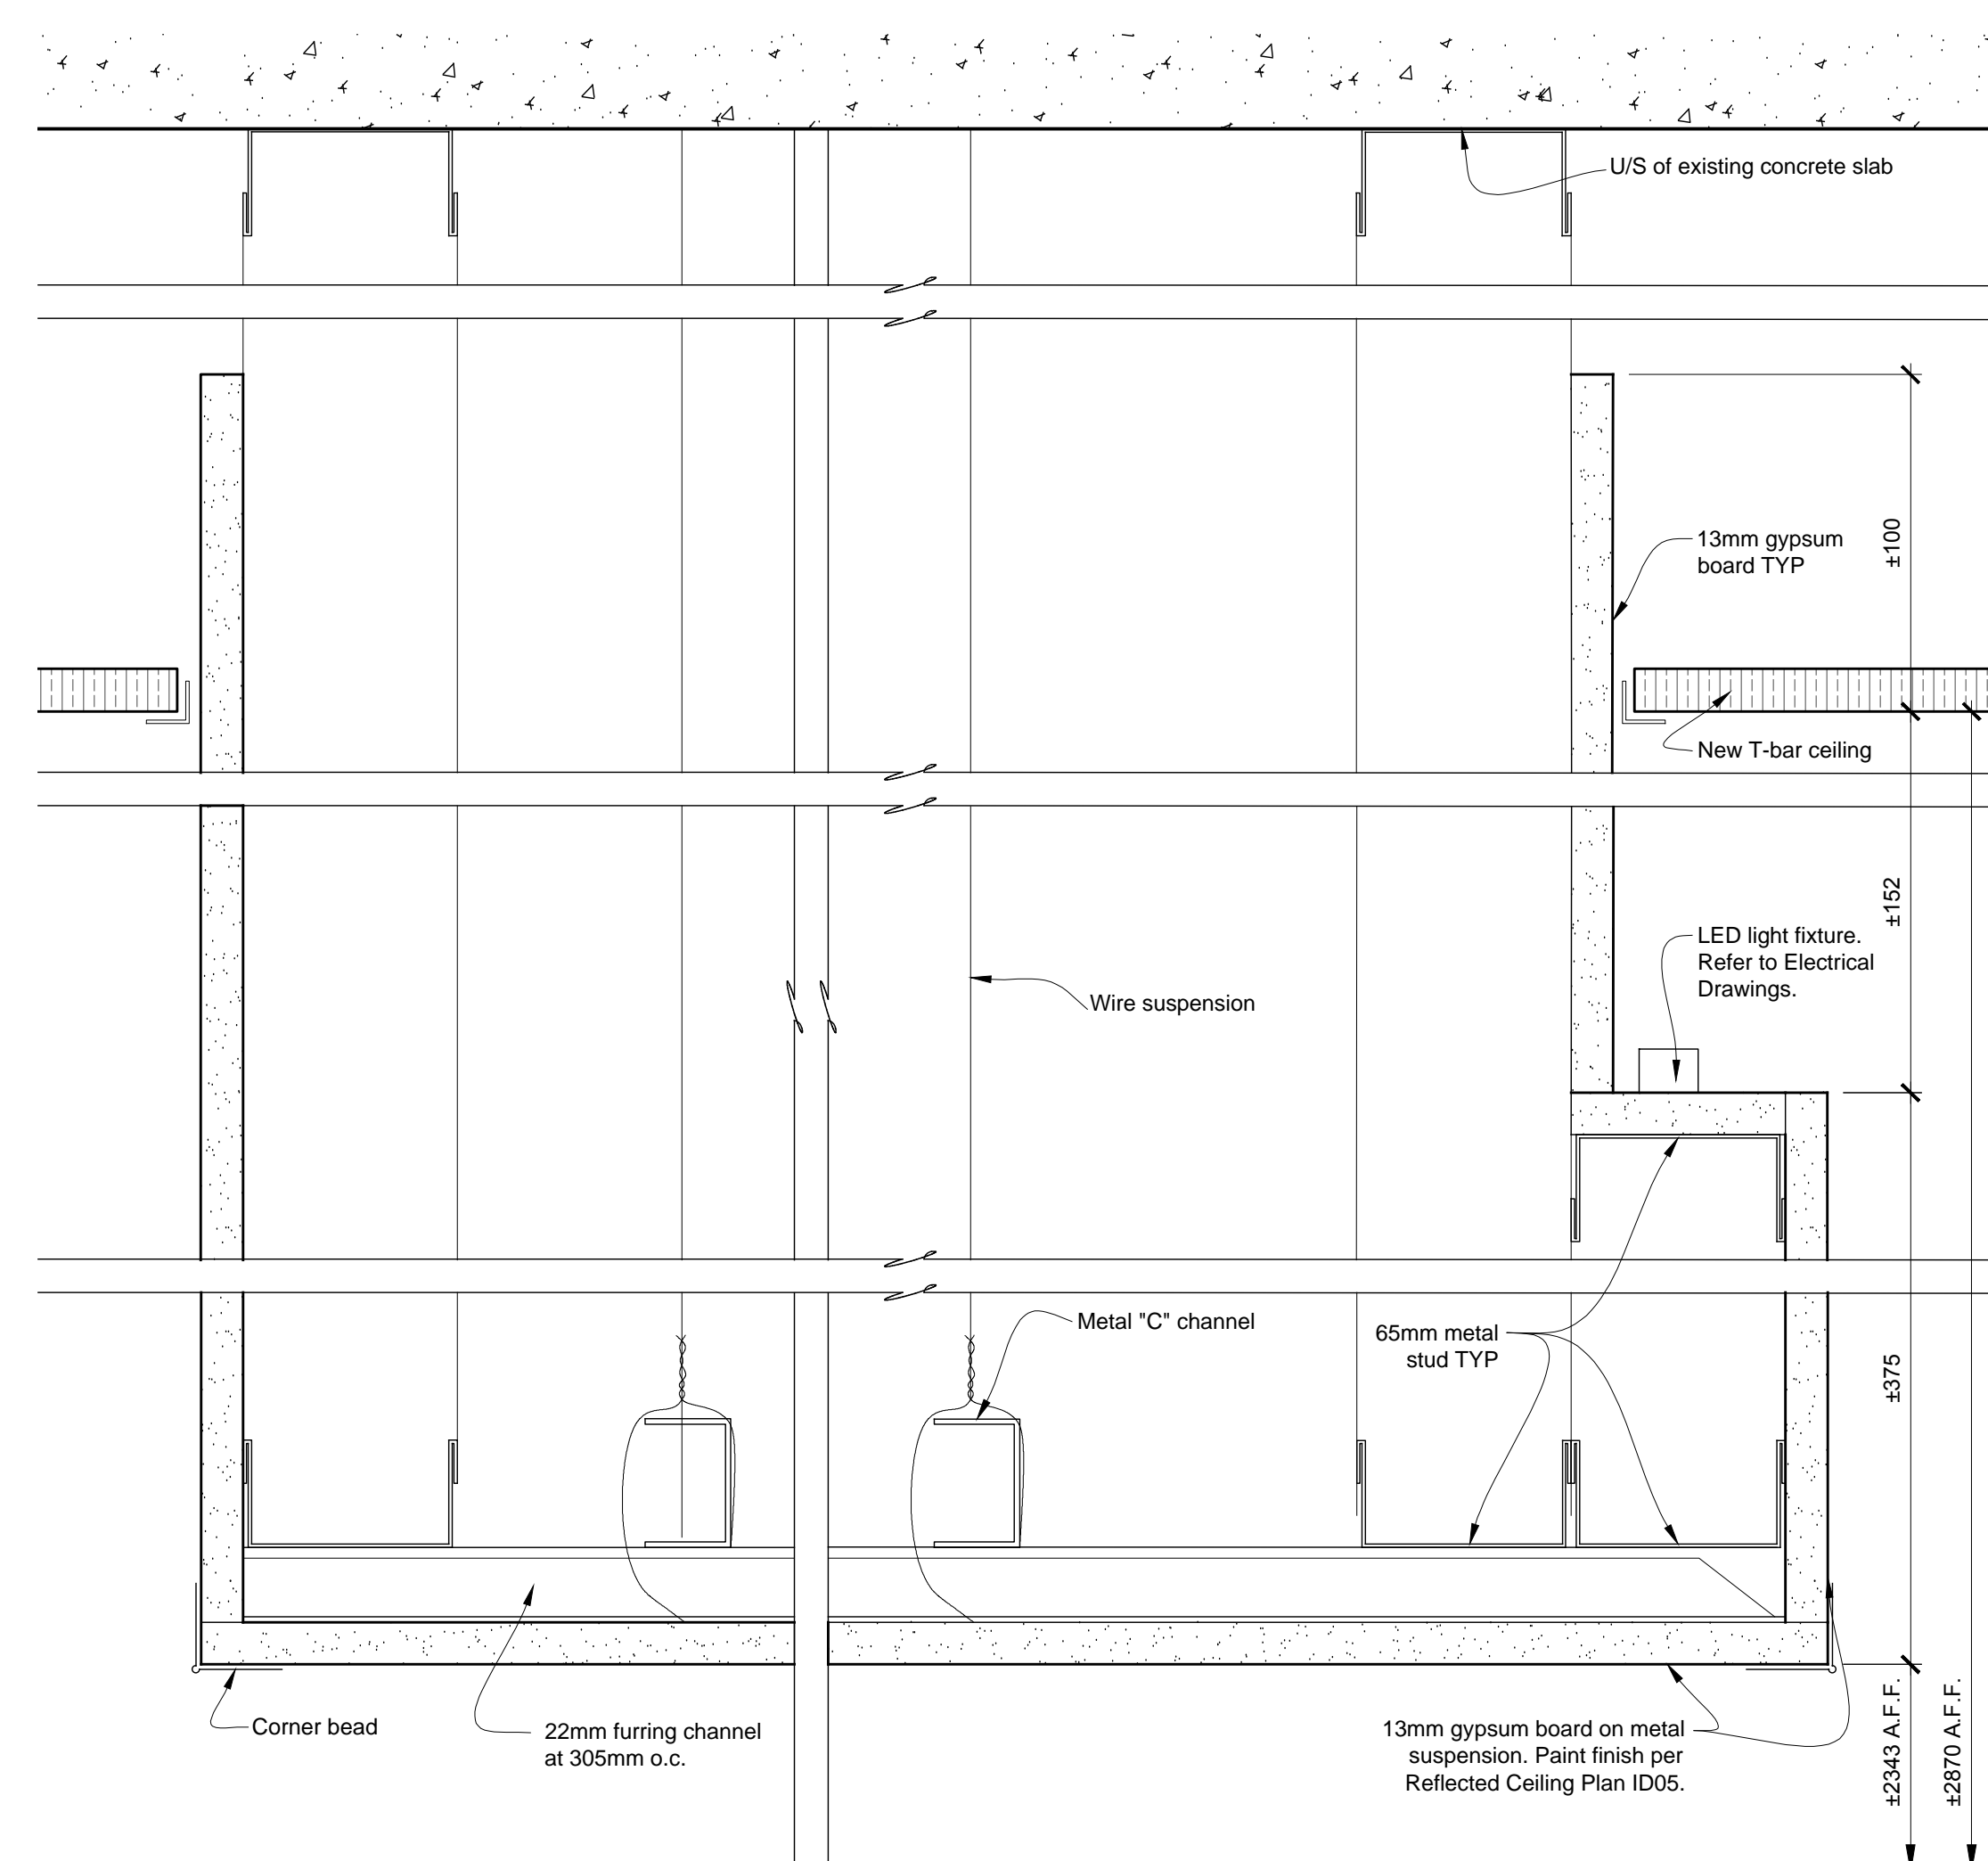 U/S of existing concrete slab
13mm gypsum
board TYP
±100
New T-bar ceiling
±152
LED light fixture.
Refer to Electrical
Drawings.
Wire suspension
Metal "C" channel
65mm metal
stud TYP
±375
Corner bead
22mm furring channel
at 305mm o.c.
13mm gypsum board on metal
suspension. Paint finish per
Reflected Ceiling Plan ID05.
±2343 A.F.F.
±2870 A.F.F.